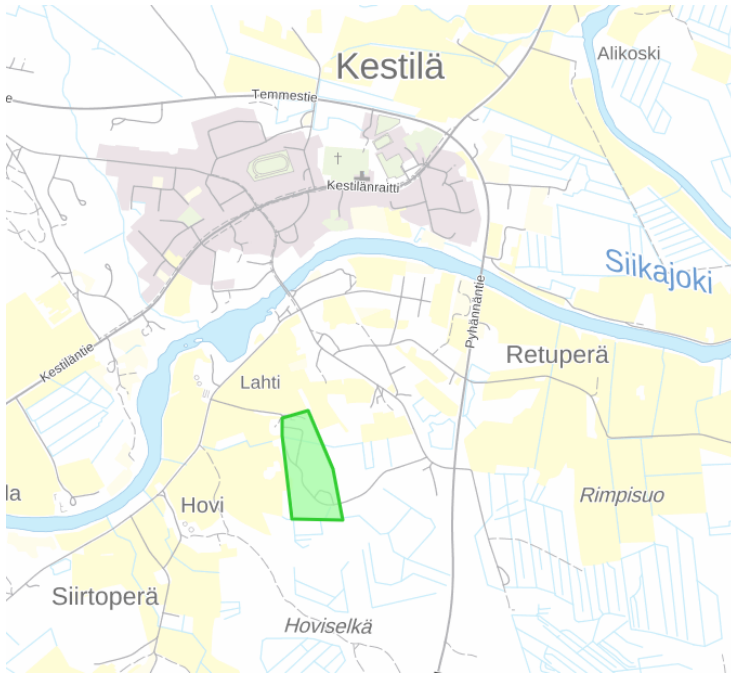 Kestilä
Alikoski
Temmestie
e
Kestilänraitti
Siikajoki
Pyhännäntie
Retuperä
Kestiläntie
Lahti
la
Hovi
Rimpisuo
Siirtoperä
Hoviselkä